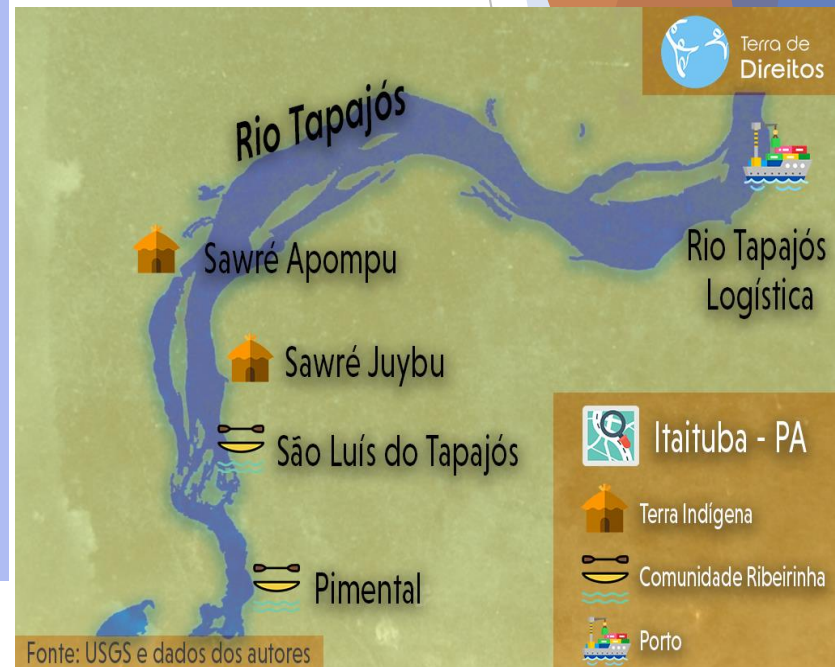 Terra de
Direitos
Rio Tapajós
Sawré Apompu
Rio Tapajós
Logística
Sawré Juybu
São Luís do Tapajós
Pimental
Itaituba - PA
Terra Indígena
Comunidade Ribeirinha
Porto
Fonte: USGS e dados dos autores